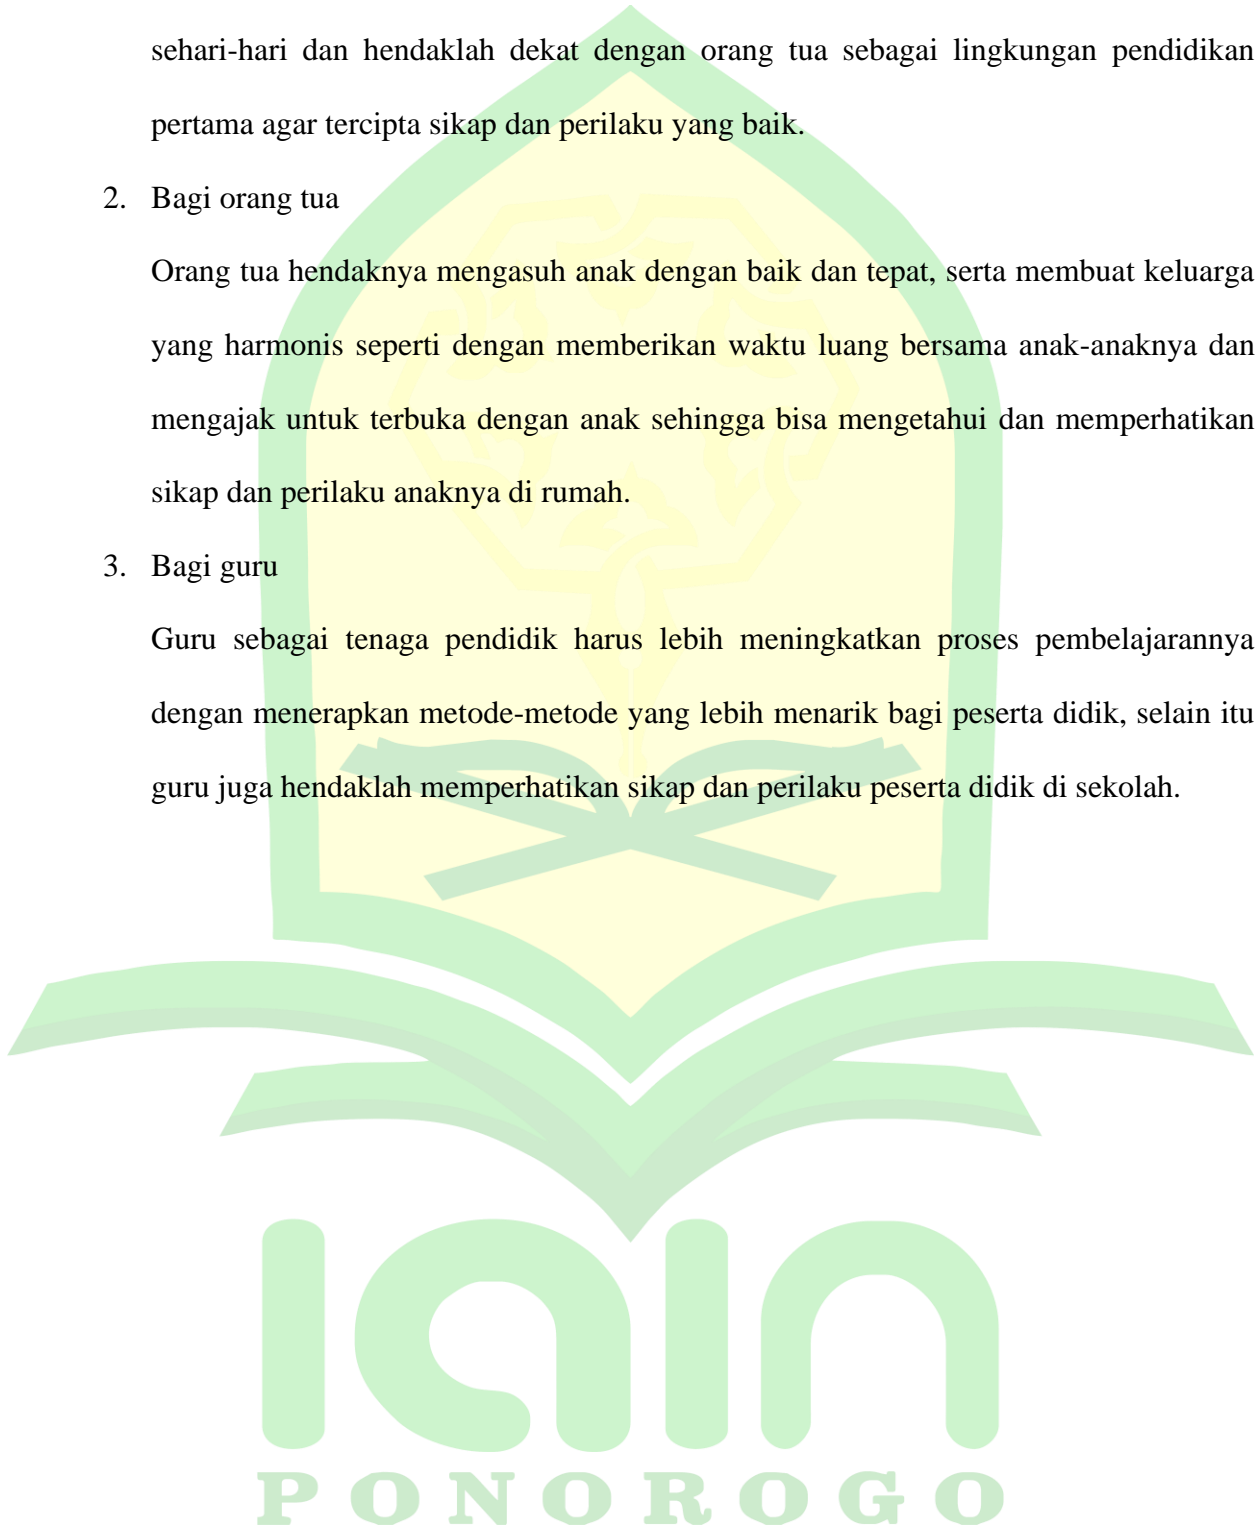 sehari-hari dan hendaklah dekat dengan orang tua sebagai lingkungan pendidikan
pertama agar tercipta sikap dan perilaku yang baik.
2. Bagi orang tua
Orang tua hendaknya mengasuh anak dengan baik dan tepat, serta membuat keluarga
yang harmonis seperti dengan memberikan waktu luang bersama anak-anaknya dan
mengajak untuk terbuka dengan anak sehingga bisa mengetahui dan memperhatikan
sikap dan perilaku anaknya di rumah.
3. Bagi guru
Guru sebagai tenaga pendidik harus lebih meningkatkan proses pembelajarannya
dengan menerapkan metode-metode yang lebih menarik bagi peserta didik, selain itu
guru juga hendaklah memperhatikan sikap dan perilaku peserta didik di sekolah.
iain
PONOROGO